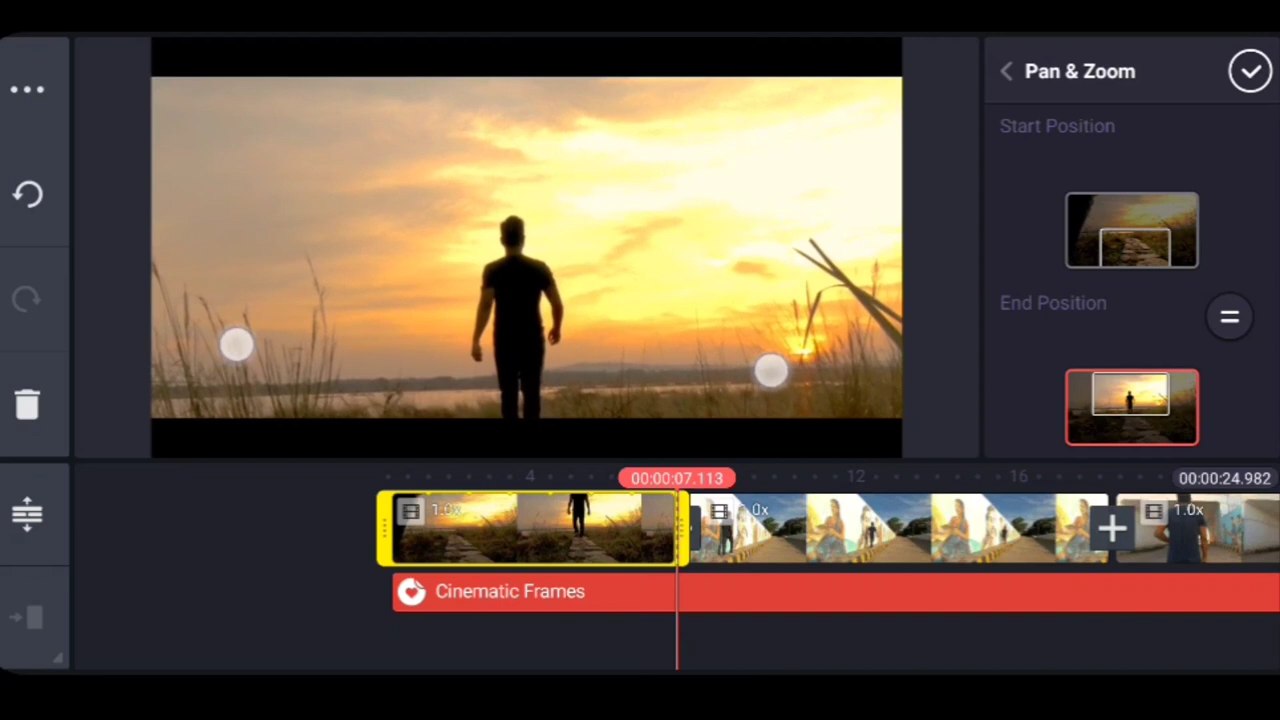 Pan & Zoom
Start Position
End Position
4
00:00:07.113
12
16
00:00:24.982
1.0x
.0x
1.0x
Cinematic Frames